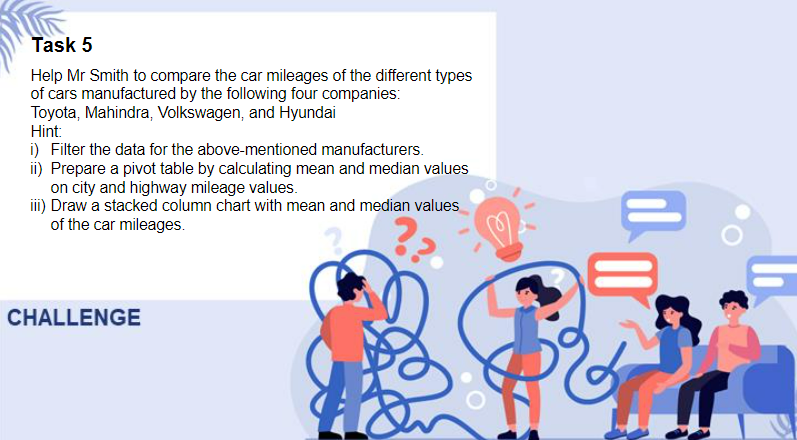 Task 5
Help Mr Smith to compare the car mileages of the different types
of cars manufactured by the following four companies:
Toyota, Mahindra, Volkswagen, and Hyundai
Hint:
i) Filter the data for the above-mentioned manufacturers.
ii) Prepare a pivot table by calculating mean and median values
on city and highway mileage values.
iii) Draw a stacked column chart with mean and median values
of the car mileages.
CHALLENGE